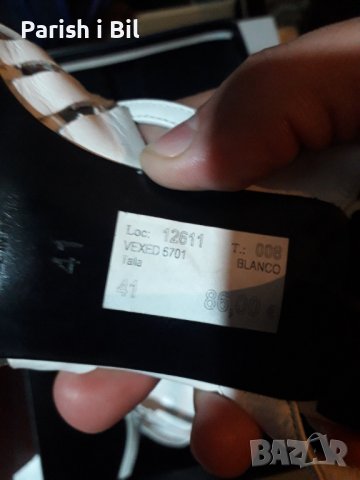 Parish i Bil
Loc: 12611 T.: 008
VEXED 5701 BLANCO
Talla
41 86,00 €
41
BAZAR